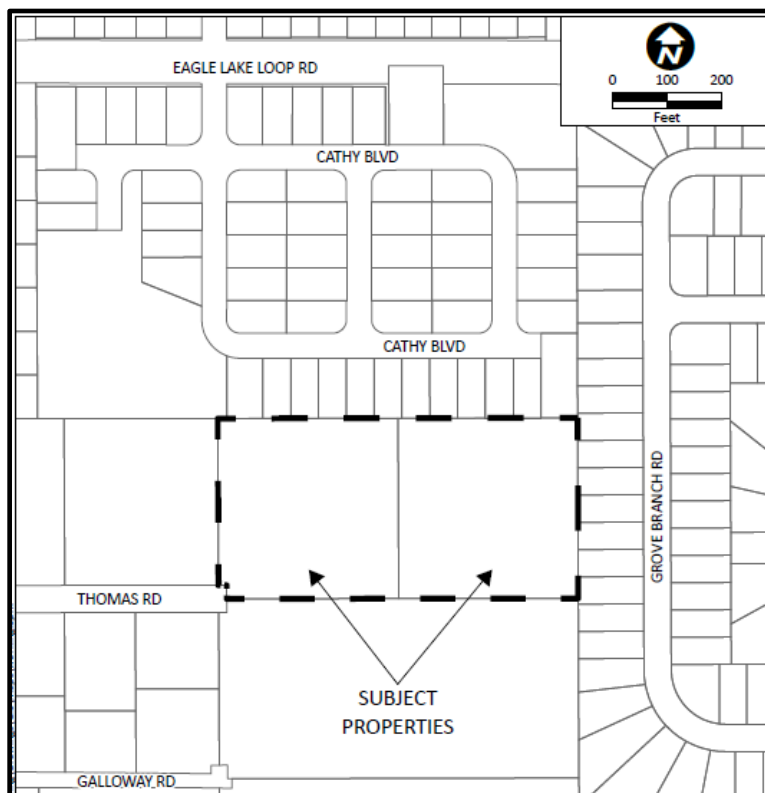 N
0 100 200
Feet
EAGLE LAKE LOOP RD
CATHY BLVD
CATHY BLVD
GROVE BRANCH RD
THOMAS RD
SUBJECT
PROPERTIES
GALLOWAY RD